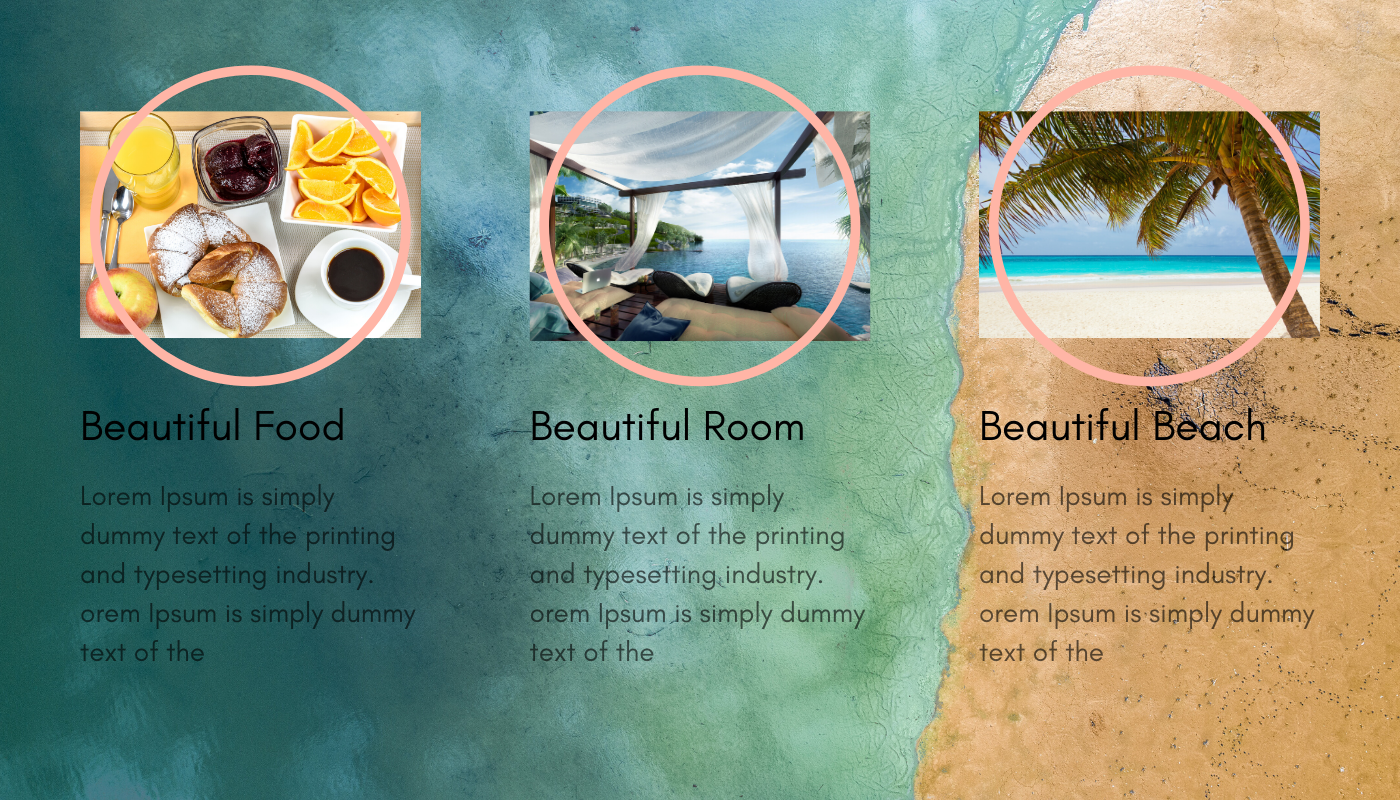 Beautiful Food
Lorem Ipsum is simply
dummy text of the printing
and typesetting industry.
orem Ipsum is simply dummy
text of the
Beautiful Room
Lorem Ipsum is simply
dummy text of the printing
and typesetting industry.
orem Ipsum is simply dummy
text of the
Beautiful Beach
Lorem Ipsum is simply
dummy text of the printing
and typesetting industry.
orem Ipsum is simply dummy
text of the